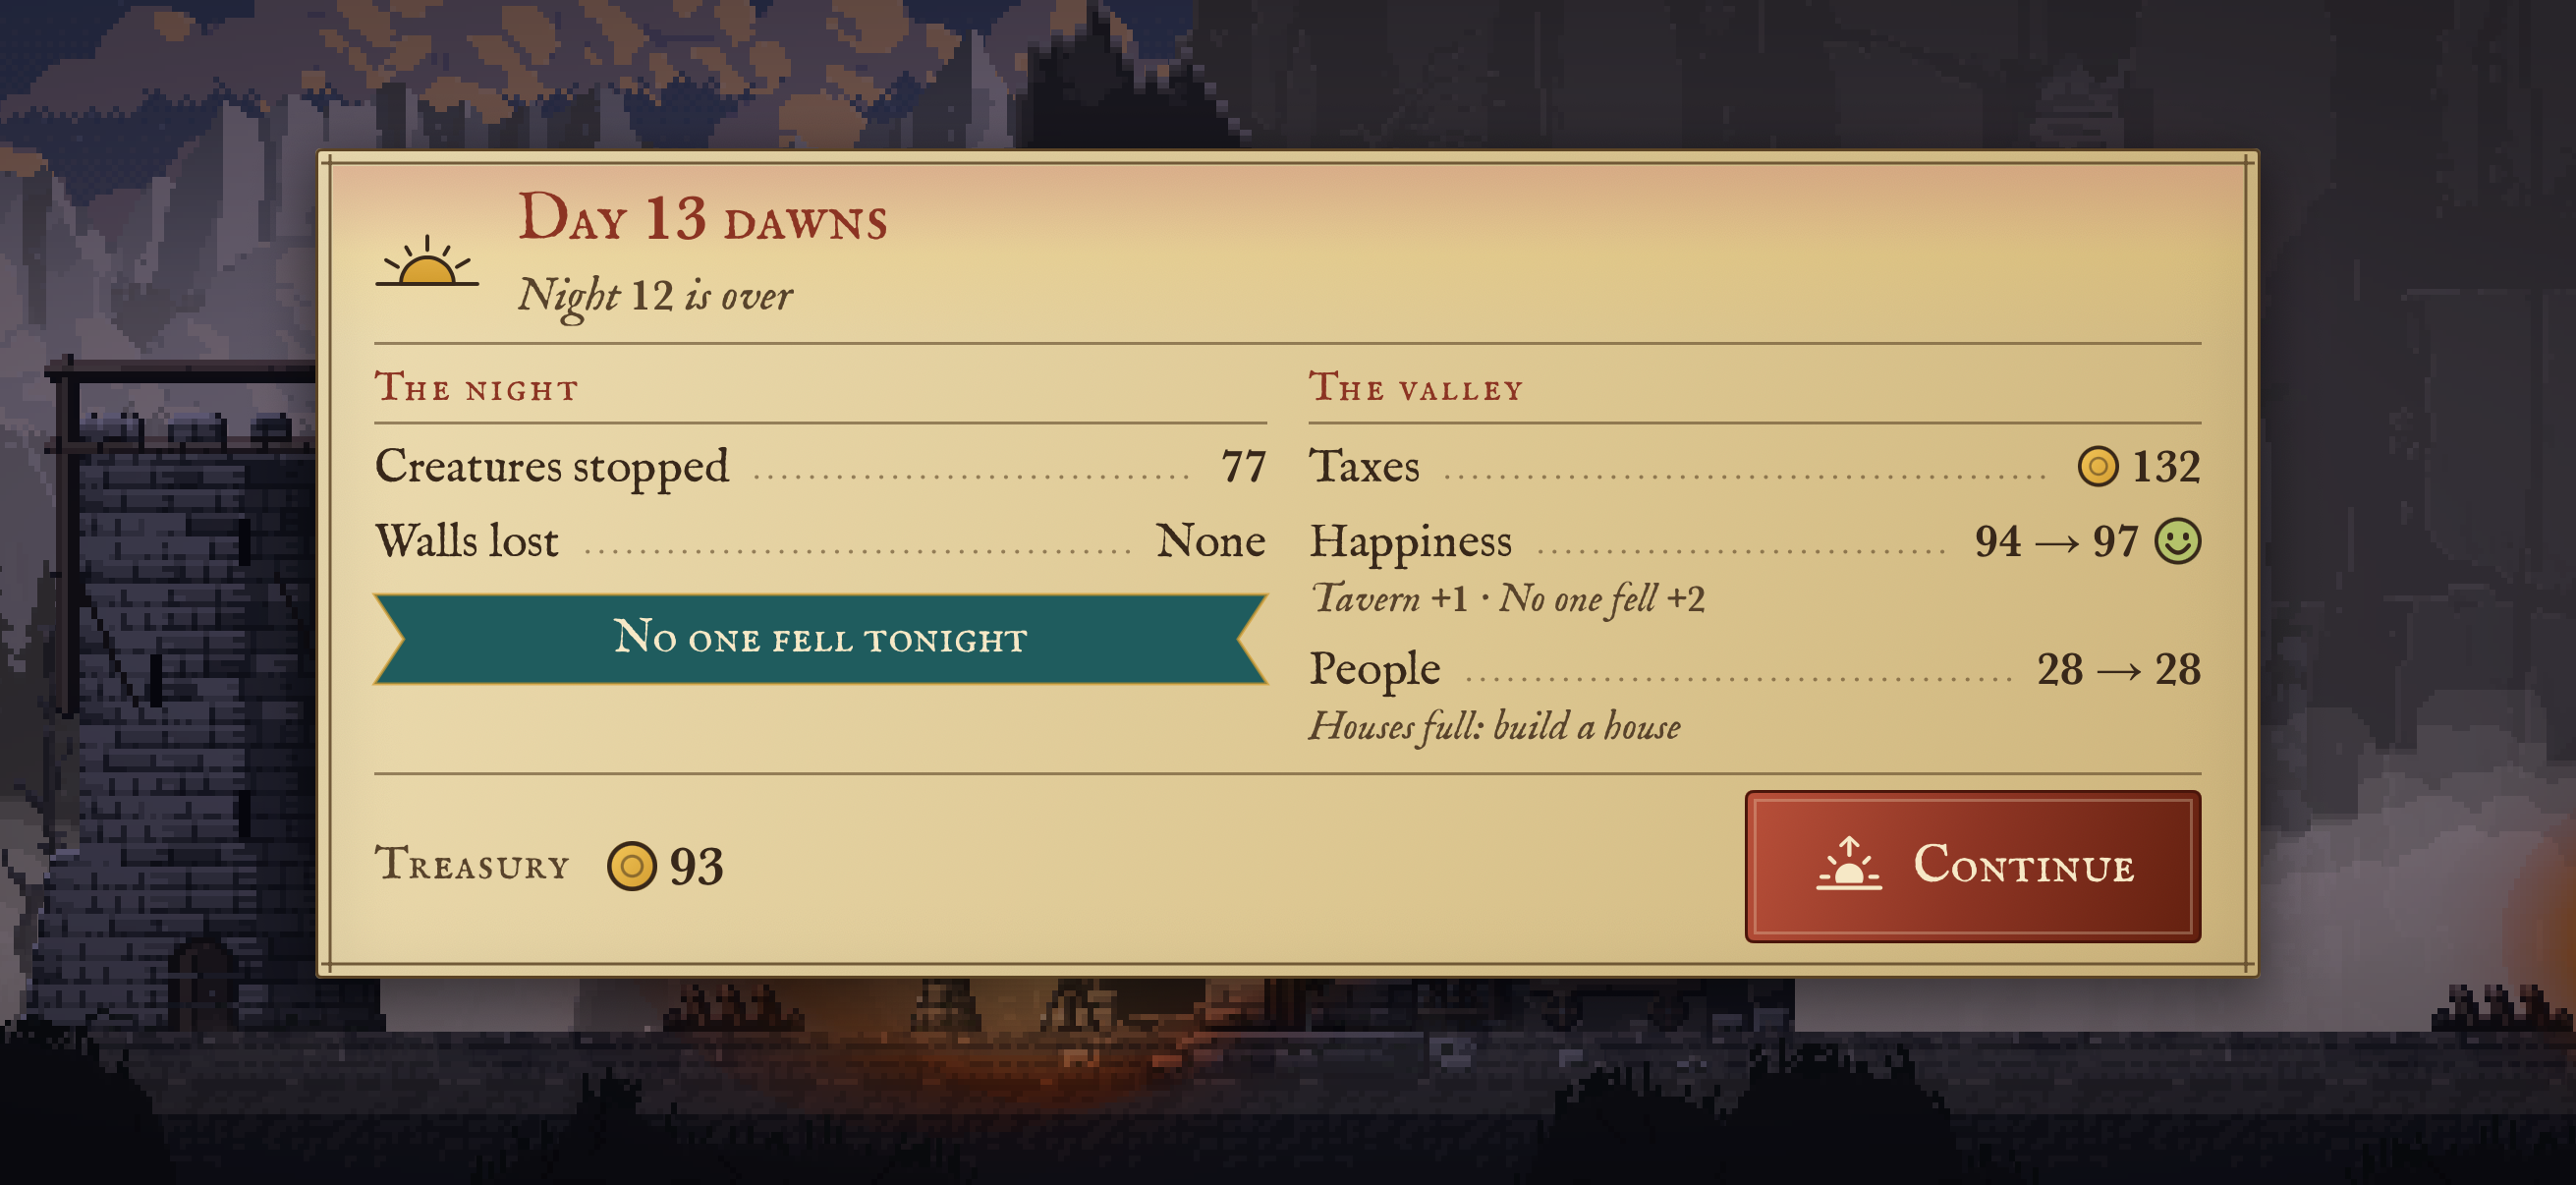 Day 13 dawns
Night 12 is over
The night
Creatures stopped 77
Walls lost None
No one fell tonight
The valley
Taxes 132
Happiness 94 → 97
Tavern +1 · No one fell +2
People 28 → 28
Houses full: build a house
Treasury 93
Continue